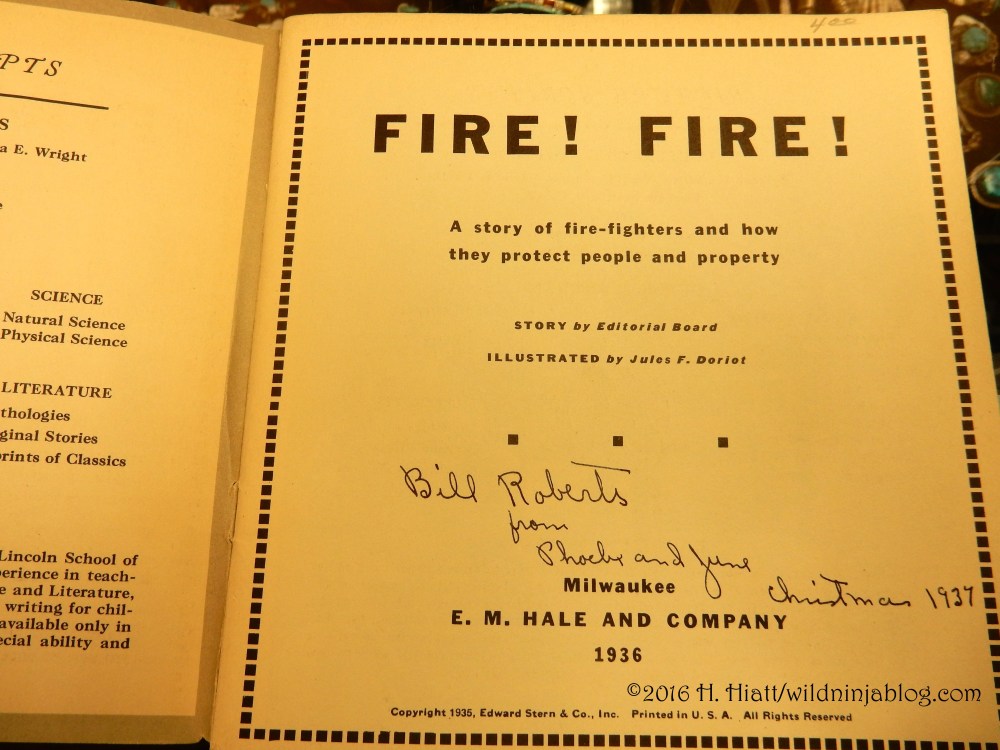 PTS
S
a E. Wright
e
SCIENCE
Natural Science
Physical Science
LITERATURE
thologies
ginal Stories
rints of Classics
Lincoln School of
perience in teach-
e and Literature,
writing for chil-
available only in
ecial ability and
400
FIRE! FIRE!
A story of fire-fighters and how
they protect people and property
STORY by Editorial Board
ILLUSTRATED by Jules F. Doriot
Bill Roberts
from
Phoebe and June
Milwaukee
Christmas 1937
E. M. HALE AND COMPANY
1936
©2016 H. Hiatt/wildninjablog.com
Copyright 1935, Edward Stern & Co., Inc. Printed in U. S. A. All Rights Reserved